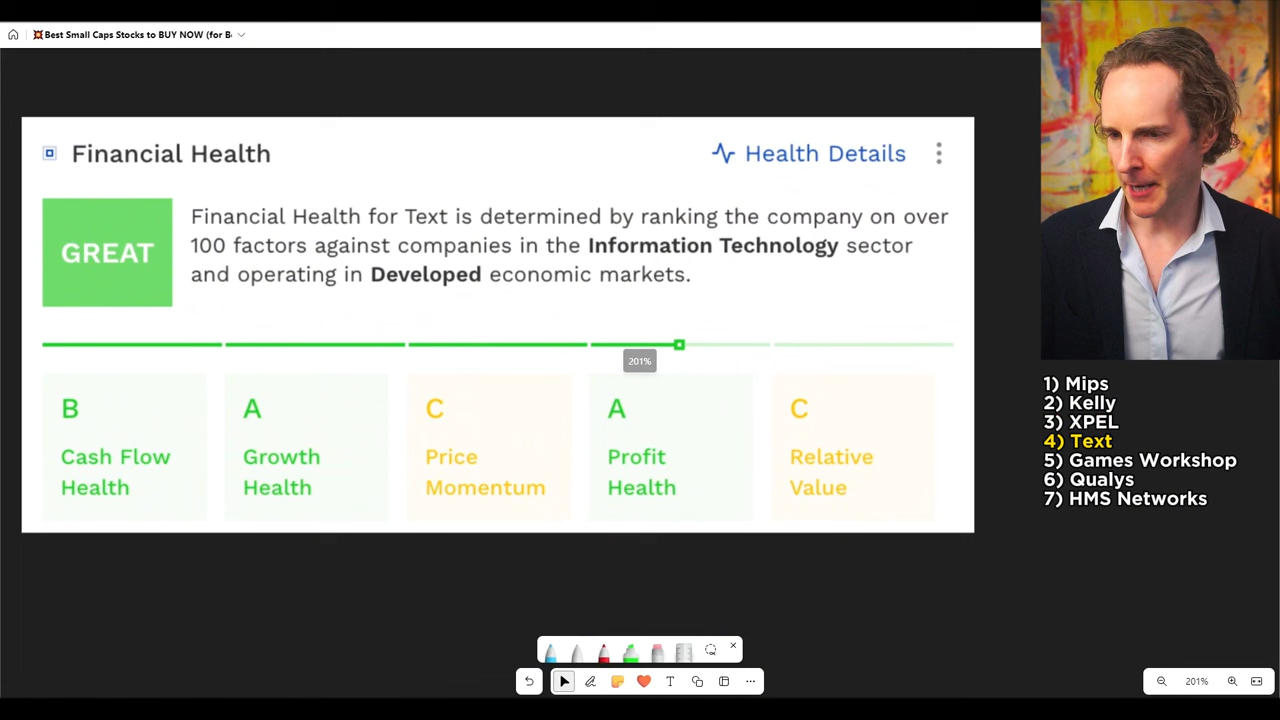 💥Best Small Caps Stocks to BUY NOW (for B
Financial Health
Health Details
GREAT
Financial Health for Text is determined by ranking the company on over
100 factors against companies in the Information Technology sector
and operating in Developed economic markets.
201%
B
Cash Flow
Health
A
Growth
Health
C
Price
Momentum
A
Profit
Health
C
Relative
Value
1) Mips
2) Kelly
3) XPEL
4) Text
5) Games Workshop
6) Qualys
7) HMS Networks
T
201%